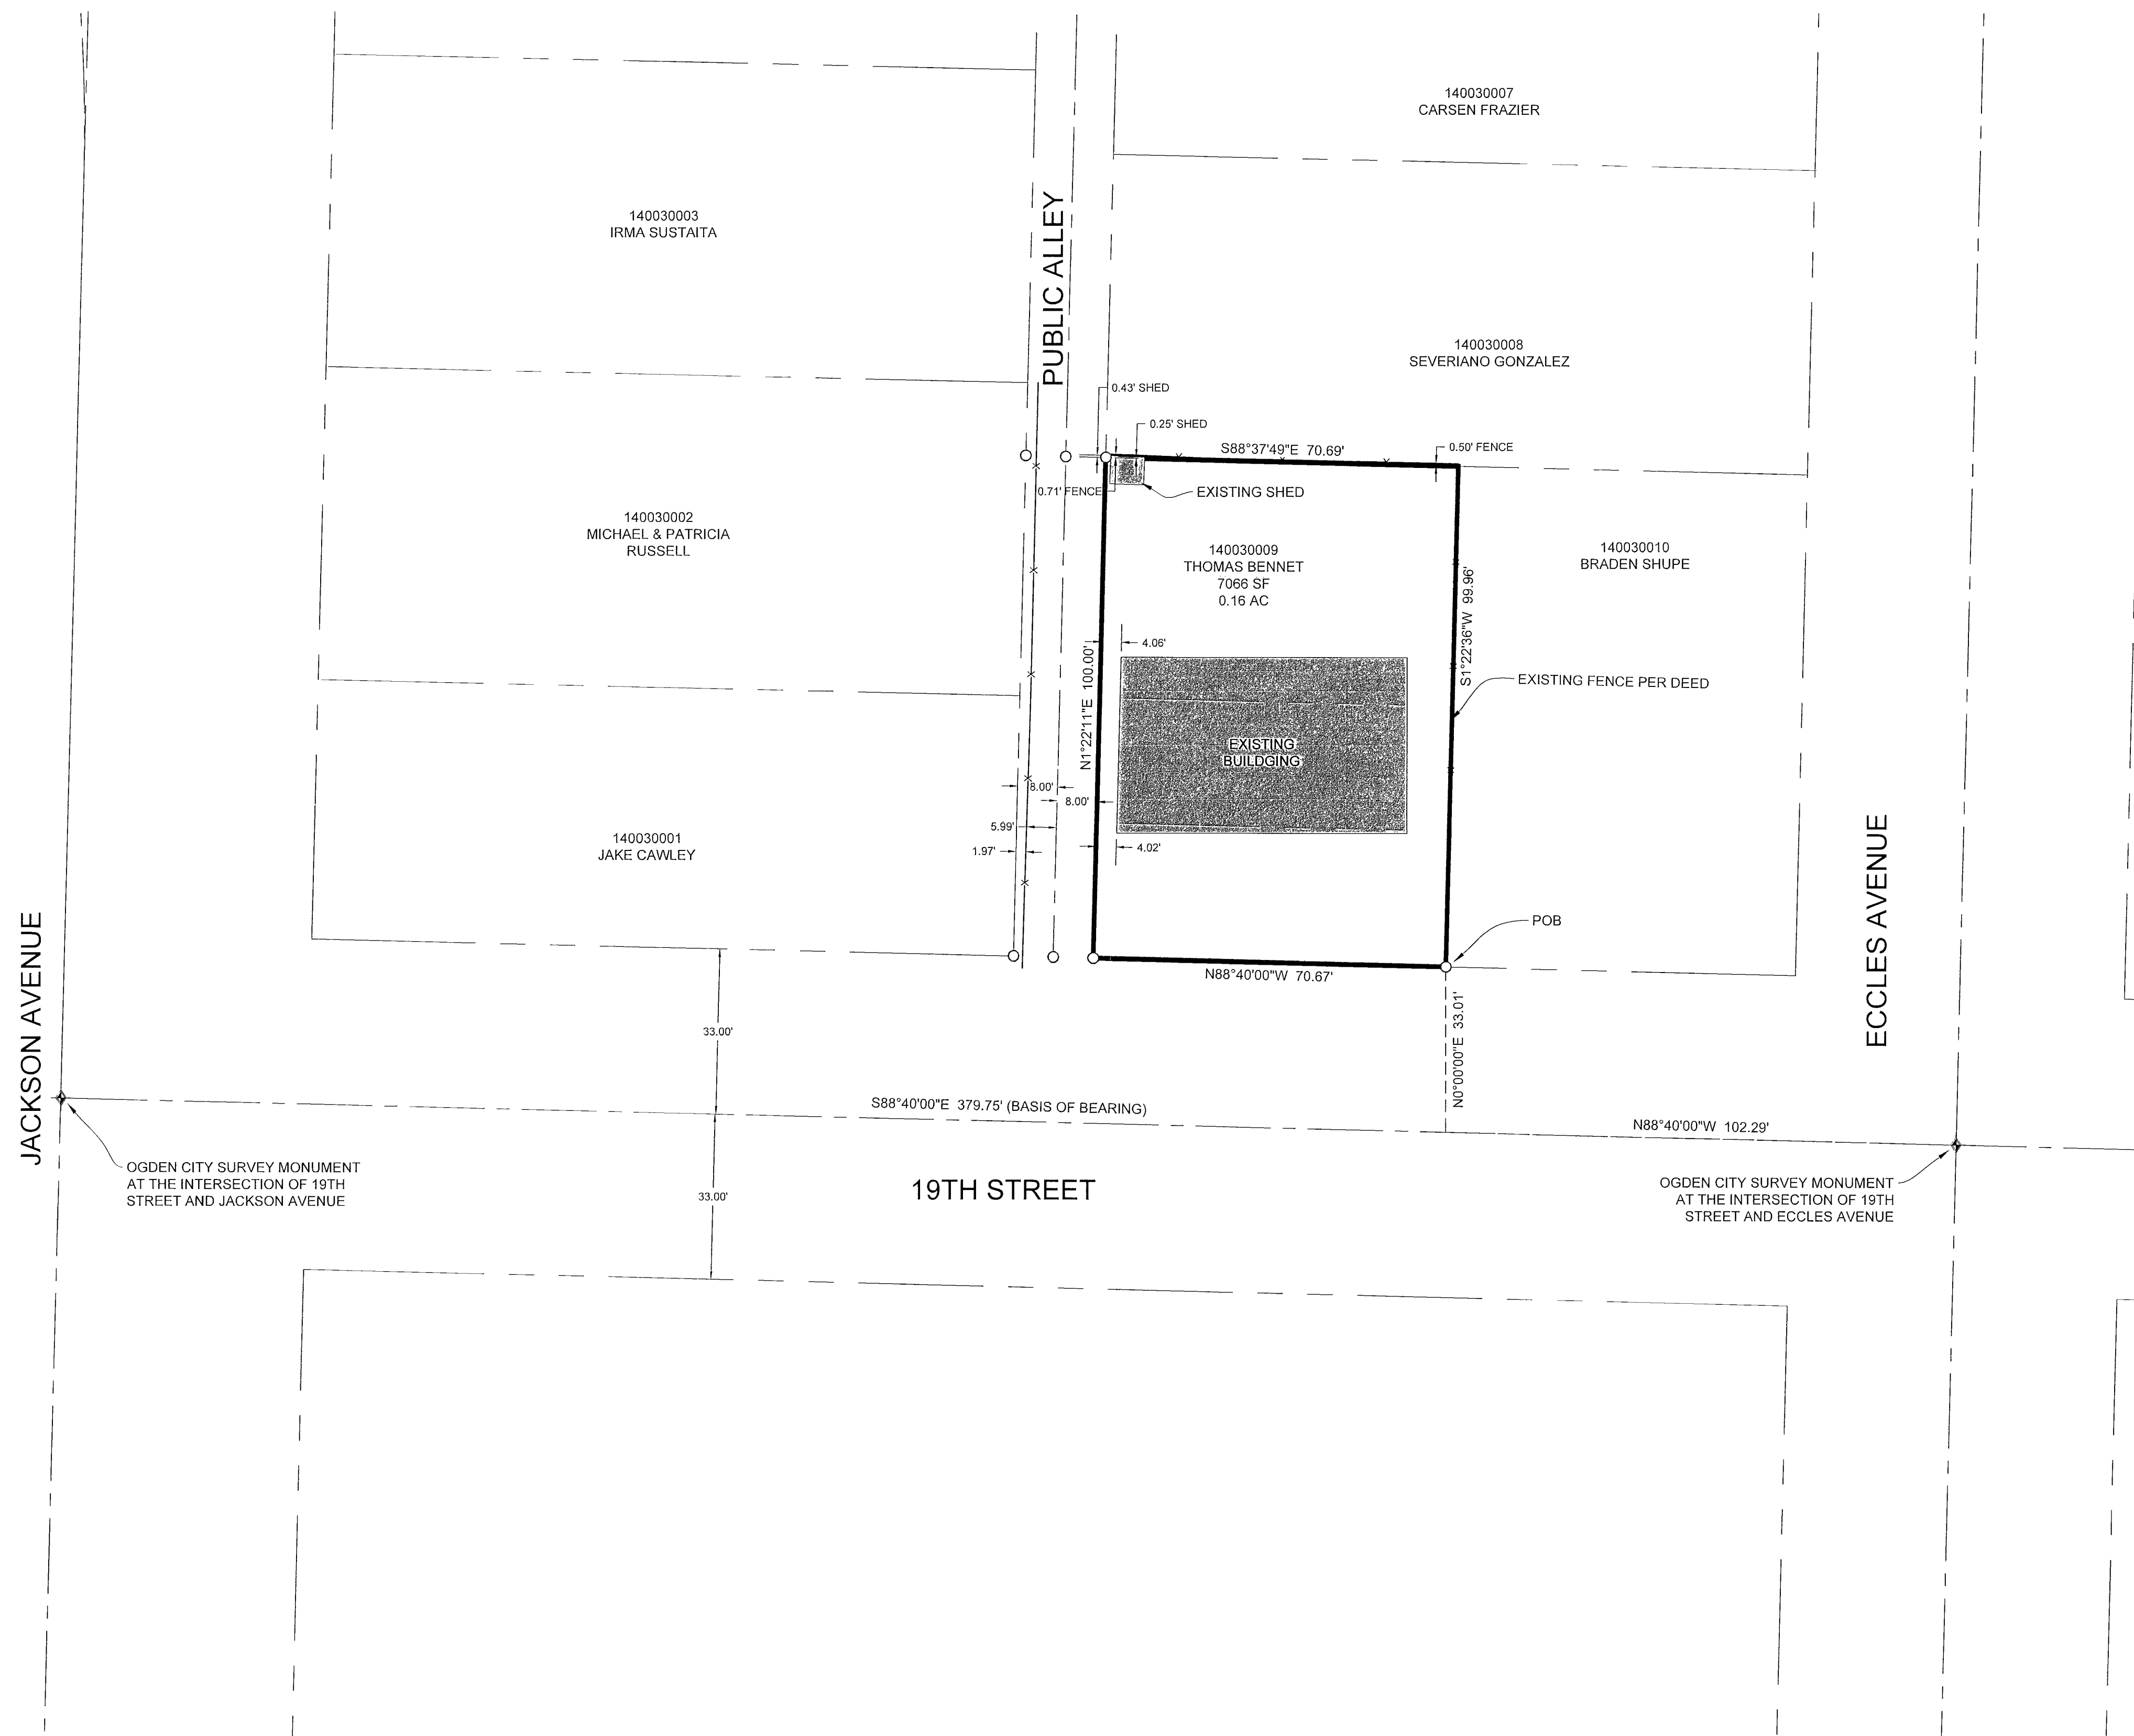 140030007
CARSEN FRAZIER
140030003
IRMA SUSTAITA
PUBLIC ALLEY
140030008
SEVERIANO GONZALEZ
0.43' SHED
0.25' SHED
S88°37'49"E 70.69'
0.50' FENCE
0.71' FENCE
EXISTING SHED
140030002
MICHAEL & PATRICIA
RUSSELL
140030009
THOMAS BENNET
7066 SF
0.16 AC
140030010
BRADEN SHUPE
S1°22'36"W 99.96'
4.06'
N1°22'11"E 100.00'
EXISTING FENCE PER DEED
EXISTING
BUILDGING
8.00'
8.00'
5.99'
1.97'
4.02'
140030001
JAKE CAWLEY
POB
N88°40'00"W 70.67'
JACKSON AVENUE
ECCLES AVENUE
33.00'
N0°00'00"E 33.01'
S88°40'00"E 379.75' (BASIS OF BEARING)
N88°40'00"W 102.29'
OGDEN CITY SURVEY MONUMENT
AT THE INTERSECTION OF 19TH
STREET AND JACKSON AVENUE
33.00'
19TH STREET
OGDEN CITY SURVEY MONUMENT
AT THE INTERSECTION OF 19TH
STREET AND ECCLES AVENUE